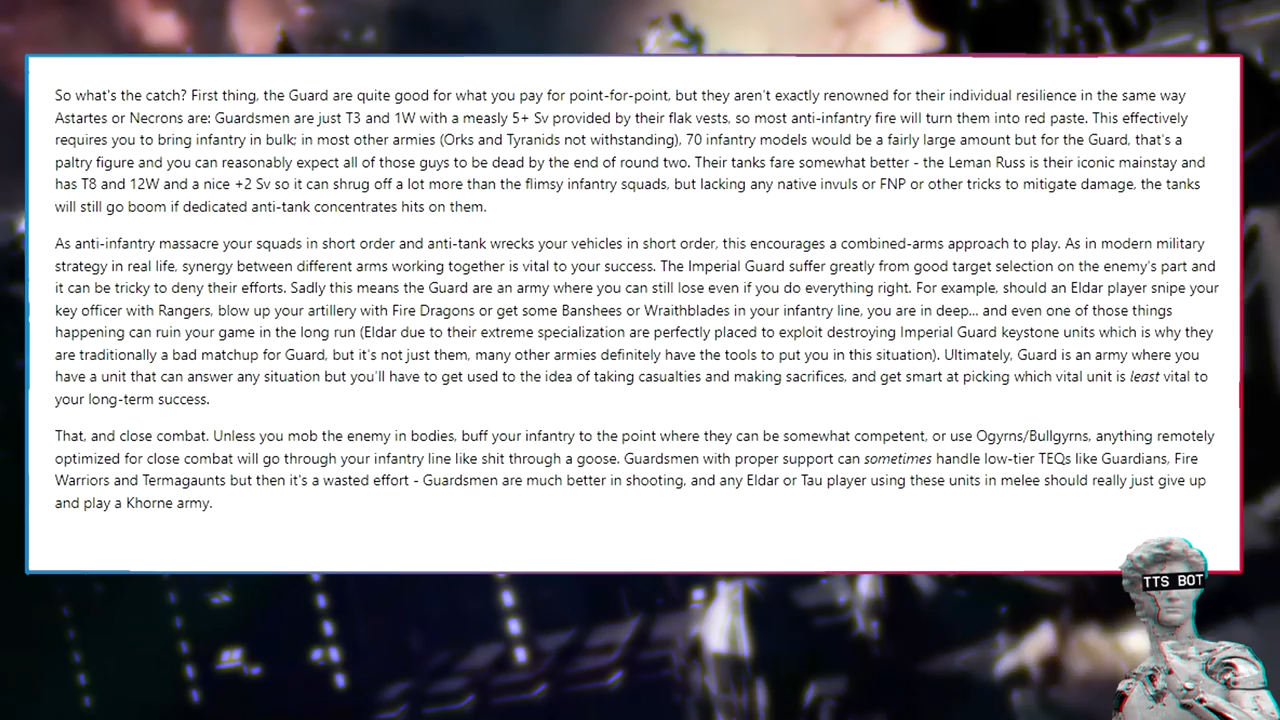 So what's the catch? First thing, the Guard are quite good for what you pay for point-for-point, but they aren't exactly renowned for their individual resilience in the same way
Astartes or Necrons are: Guardsmen are just T3 and 1W with a measly 5+ Sv provided by their flak vests, so most anti-infantry fire will turn them into red paste. This effectively
requires you to bring infantry in bulk; in most other armies (Orks and Tyranids not withstanding), 70 infantry models would be a fairly large amount but for the Guard, that's a
paltry figure and you can reasonably expect all of those guys to be dead by the end of round two. Their tanks fare somewhat better - the Leman Russ is their iconic mainstay and
has T8 and 12W and a nice +2 Sv so it can shrug off a lot more than the flimsy infantry squads, but lacking any native invuls or FNP or other tricks to mitigate damage, the tanks
will still go boom if dedicated anti-tank concentrates hits on them.
As anti-infantry massacre your squads in short order and anti-tank wrecks your vehicles in short order, this encourages a combined-arms approach to play. As in modern military
strategy in real life, synergy between different arms working together is vital to your success. The Imperial Guard suffer greatly from good target selection on the enemy's part and
it can be tricky to deny their efforts. Sadly this means the Guard are an army where you can still lose even if you do everything right. For example, should an Eldar player snipe your
key officer with Rangers, blow up your artillery with Fire Dragons or get some Banshees or Wraithblades in your infantry line, you are in deep... and even one of those things
happening can ruin your game in the long run (Eldar due to their extreme specialization are perfectly placed to exploit destroying Imperial Guard keystone units which is why they
are traditionally a bad matchup for Guard, but it's not just them, many other armies definitely have the tools to put you in this situation). Ultimately, Guard is an army where you
have a unit that can answer any situation but you'll have to get used to the idea of taking casualties and making sacrifices, and get smart at picking which vital unit is least vital to
your long-term success.
That, and close combat. Unless you mob the enemy in bodies, buff your infantry to the point where they can be somewhat competent, or use Ogyrns/Bullgyrns, anything remotely
optimized for close combat will go through your infantry line like shit through a goose. Guardsmen with proper support can sometimes handle low-tier TEQs like Guardians, Fire
Warriors and Termagaunts but then it's a wasted effort - Guardsmen are much better in shooting, and any Eldar or Tau player using these units in melee should really just give up
and play a Khorne army.
TTS BOT